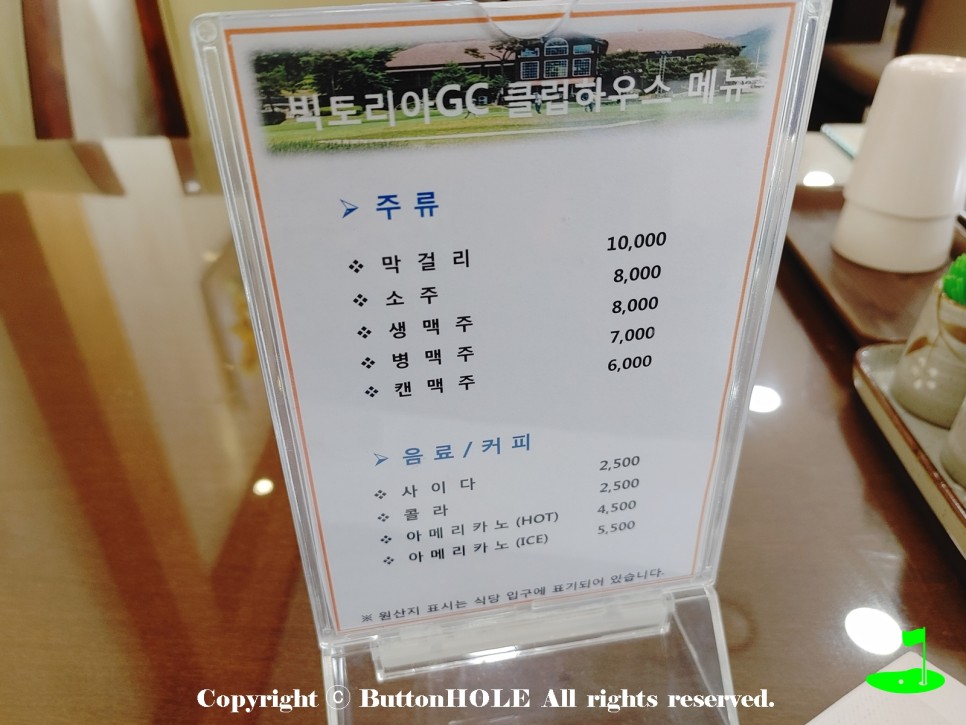 빅토리아GC 클럽하우스 메뉴
➢ 주 류
❖ 막 걸 리 10,000
❖ 소 주 8,000
❖ 생 맥 주 8,000
❖ 병 맥 주 7,000
❖ 캔 맥 주 6,000
➢ 음 료 / 커 피
❖ 사 이 다 2,500
❖ 콜 라 2,500
❖ 아 메 리 카 노 (HOT) 4,500
❖ 아 메 리 카 노 (ICE) 5,500
※ 원산지 표시는 식당 입구에 표기되어 있습니다.
Copyright ⓒ ButtonHOLE All rights reserved.